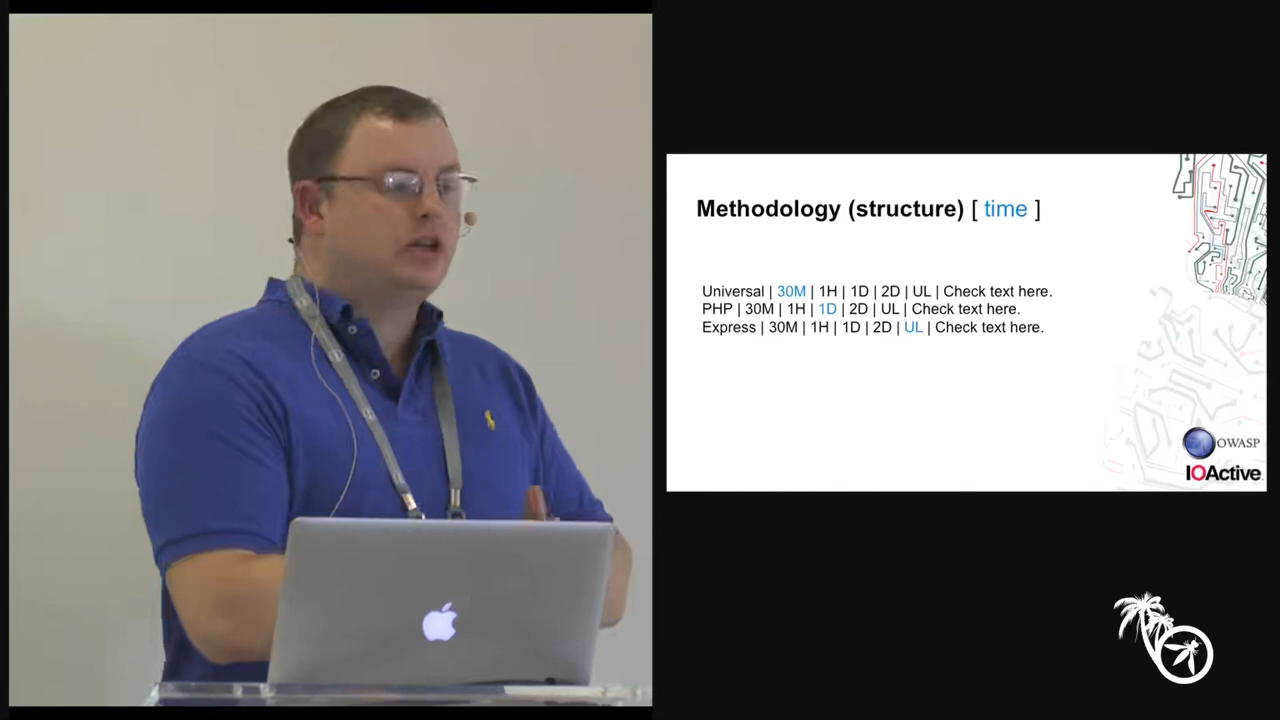 Methodology (structure) [ time ]
Universal | 30M | 1H | 1D | 2D | UL | Check text here.
PHP | 30M | 1H | 1D | 2D | UL | Check text here.
Express | 30M | 1H | 1D | 2D | UL | Check text here.
OWASP
IOActive